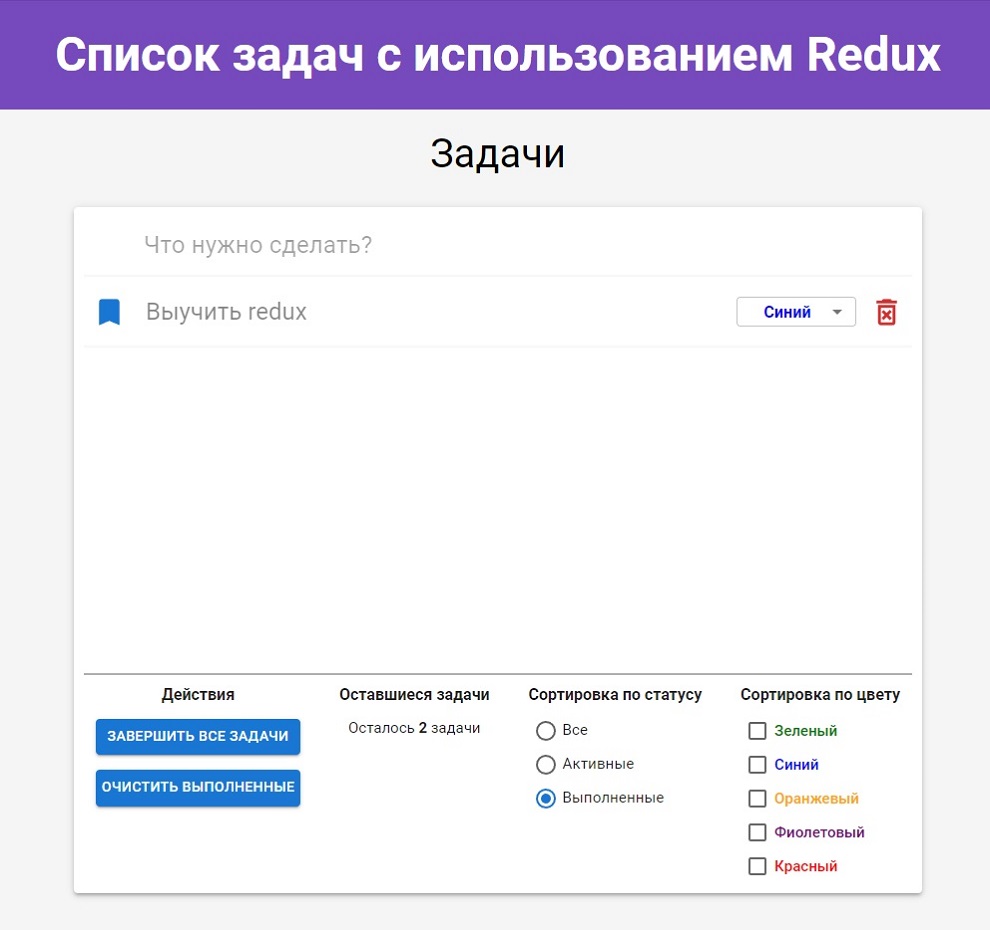 Список задач с использованием Redux
Задачи
Что нужно сделать?
Выучить redux
Синий
Действия
ЗАВЕРШИТЬ ВСЕ ЗАДАЧИ
ОЧИСТИТЬ ВЫПОЛНЕННЫЕ
Оставшиеся задачи
Осталось 2 задачи
Сортировка по статусу
Все
Активные
Выполненные
Сортировка по цвету
Зеленый
Синий
Оранжевый
Фиолетовый
Красный